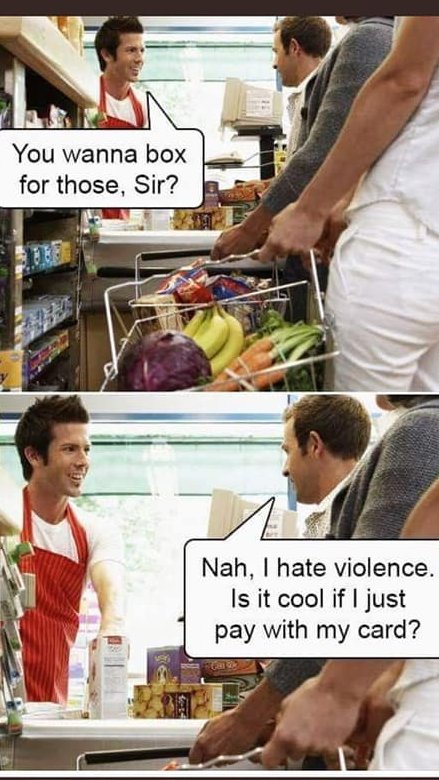 You wanna box
for those, Sir?
Nah, I hate violence.
Is it cool if I just
pay with my card?